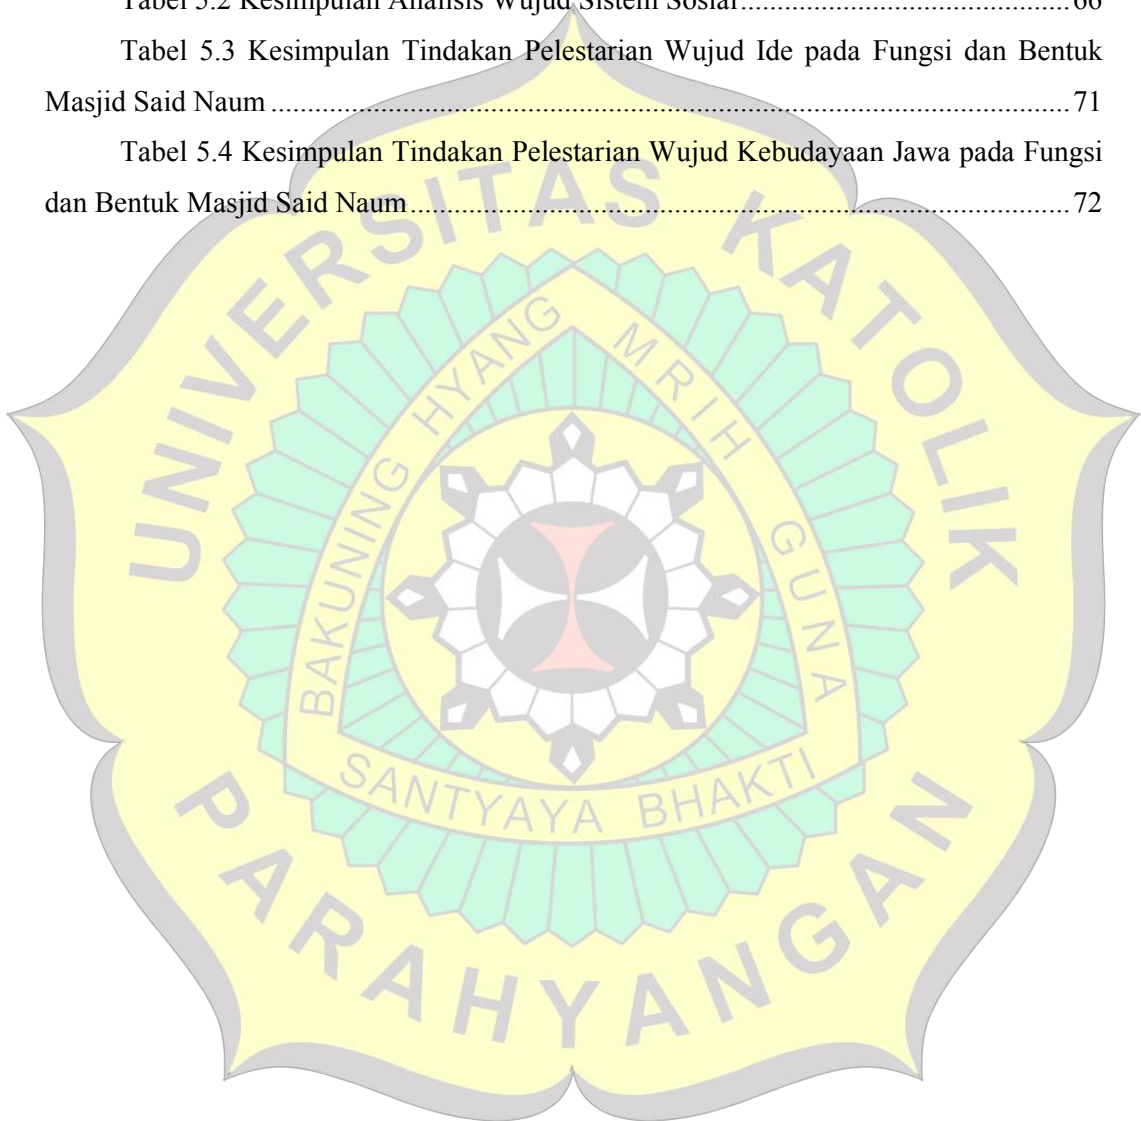 Tabel 5.2 Kesimpulan Analisis Wujud Sistem Sosial.........................................66
Tabel 5.3 Kesimpulan Tindakan Pelestarian Wujud Ide pada Fungsi dan Bentuk
Masjid Said Naum...........................................................................................71
Tabel 5.4 Kesimpulan Tindakan Pelestarian Wujud Kebudayaan Jawa pada Fungsi
dan Bentuk Masjid Said Naum...........................................................................72
UNIVERSITAS KATOLIK
PARAHYANGAN
BAKUNING HYANG MRIH GUNA
SANTYAYA BHAKTI